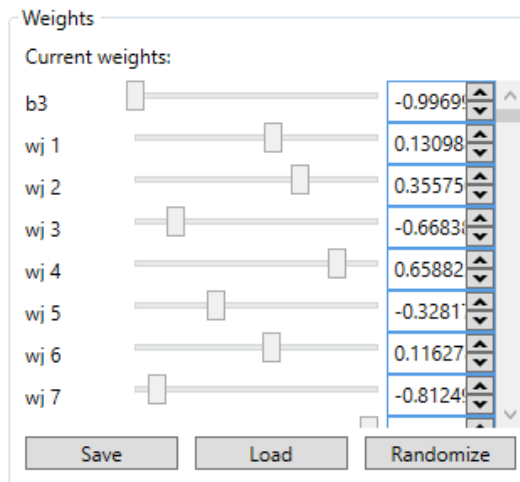 Weights
Current weights:
b3 -0.9969
wj 1 0.13098
wj 2 0.35575
wj 3 -0.6683
wj 4 0.65882
wj 5 -0.3281
wj 6 0.11627
wj 7 -0.8124
Save Load Randomize